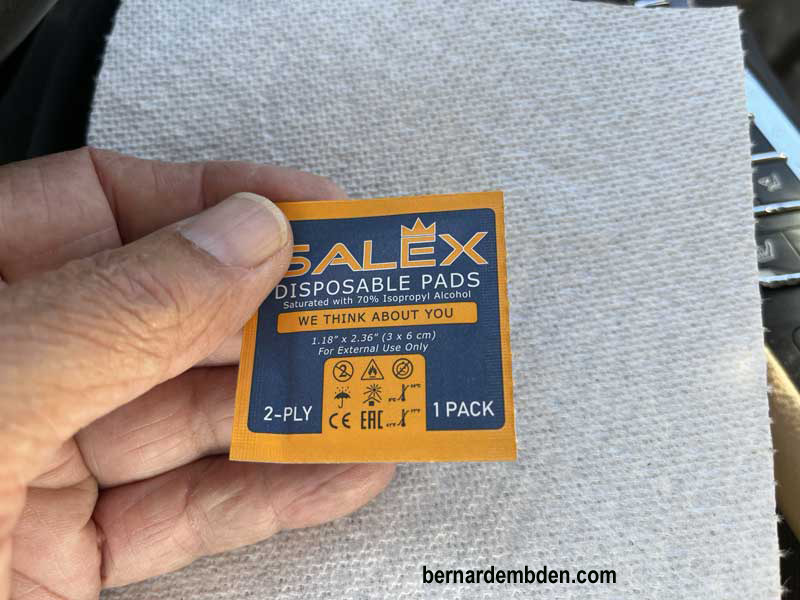 SALEX
DISPOSABLE PADS
Saturated with 70% Isopropyl Alcohol
WE THINK ABOUT YOU
1.18" x 2.36" (3 x 6 cm)
For External Use Only
2-PLY
CE EAC
1 PACK
bernardembden.com